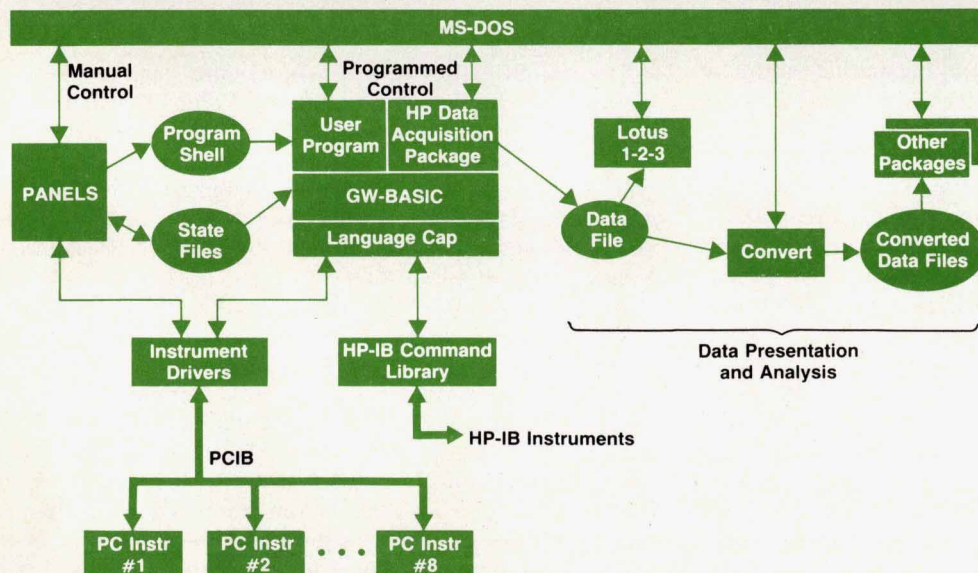 MS-DOS
Manual
Control
Programmed
Control
Program
Shell
User
Program
HP Data
Acquisition
Package
Lotus
1-2-3
Other
Packages
PANELS
GW-BASIC
State
Files
Language Cap
Data
File
Convert
Converted
Data Files
Instrument
Drivers
HP-IB Command
Library
Data Presentation
and Analysis
HP-IB Instruments
PCIB
PC Instr
#1
PC Instr
#2
• • •
PC Instr
#8